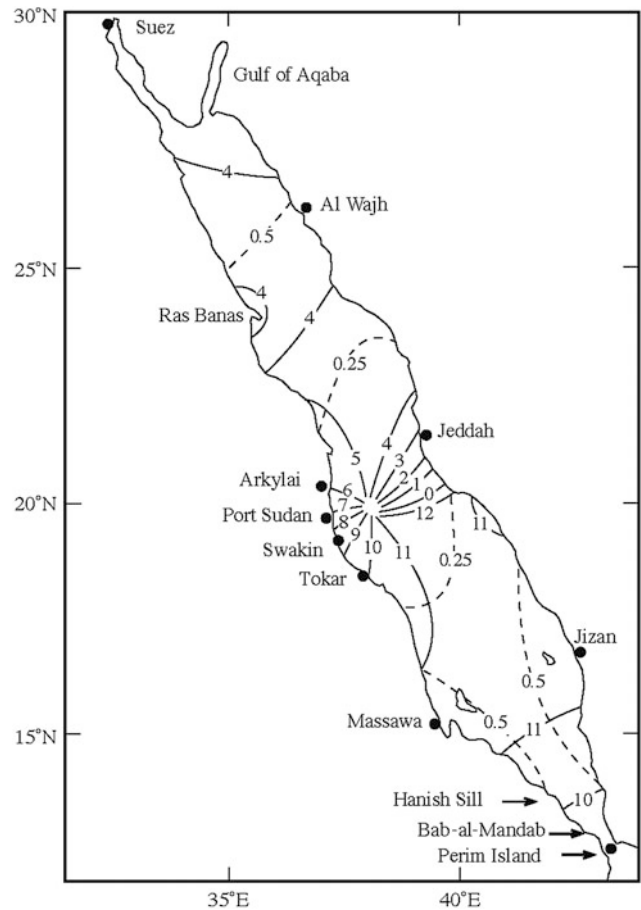 30°N
Suez
Gulf of Aqaba
4
Al Wajh
0.5
25°N
4
Ras Banas
4
0.25
Jeddah
4
5
3
Arkylai
6
2
1
0
20°N
7
12
11
Port Sudan
8
9
Swakin
10
11
0.25
Tokar
Jizan
0.5
Massawa
0.5
11
15°N
Hanish Sill
10
Bab-al-Mandab
Perim Island
35°E
40°E